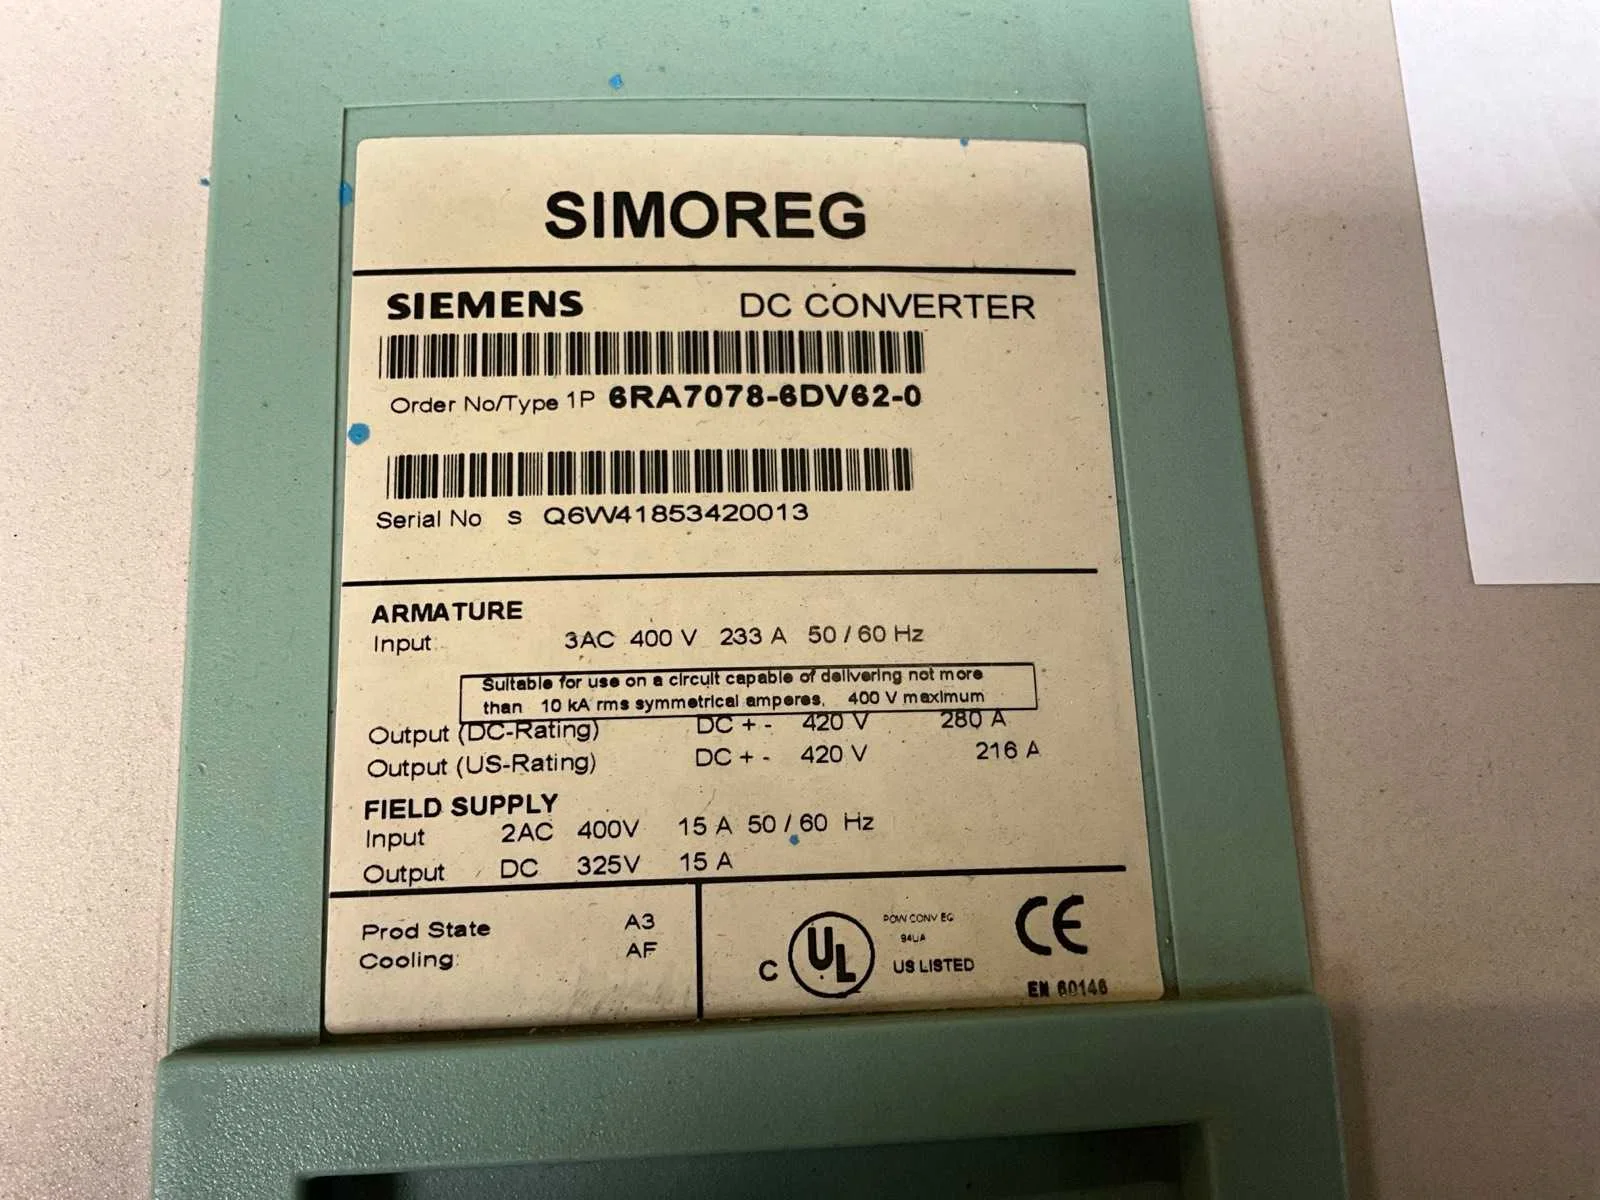 SIMOREG
SIEMENS DC CONVERTER
Order No/Type 1P 6RA7078-6DV62-0
Serial No S Q6W41853420013
ARMATURE
Input: 3AC 400 V 233 A 50 / 60 Hz
Suitable for use on a circuit capable of delivering not more
than 10 kA rms symmetrical amperes, 400 V maximum
Output (DC-Rating) DC + - 420 V 280 A
Output (US-Rating) DC + - 420 V 216 A
FIELD SUPPLY
Input 2AC 400V 15 A 50 / 60 Hz
Output DC 325V 15 A
Prod State A3
Cooling: AF
C UL US LISTED
POW CONV EQ
94UA
CE
EN 60146